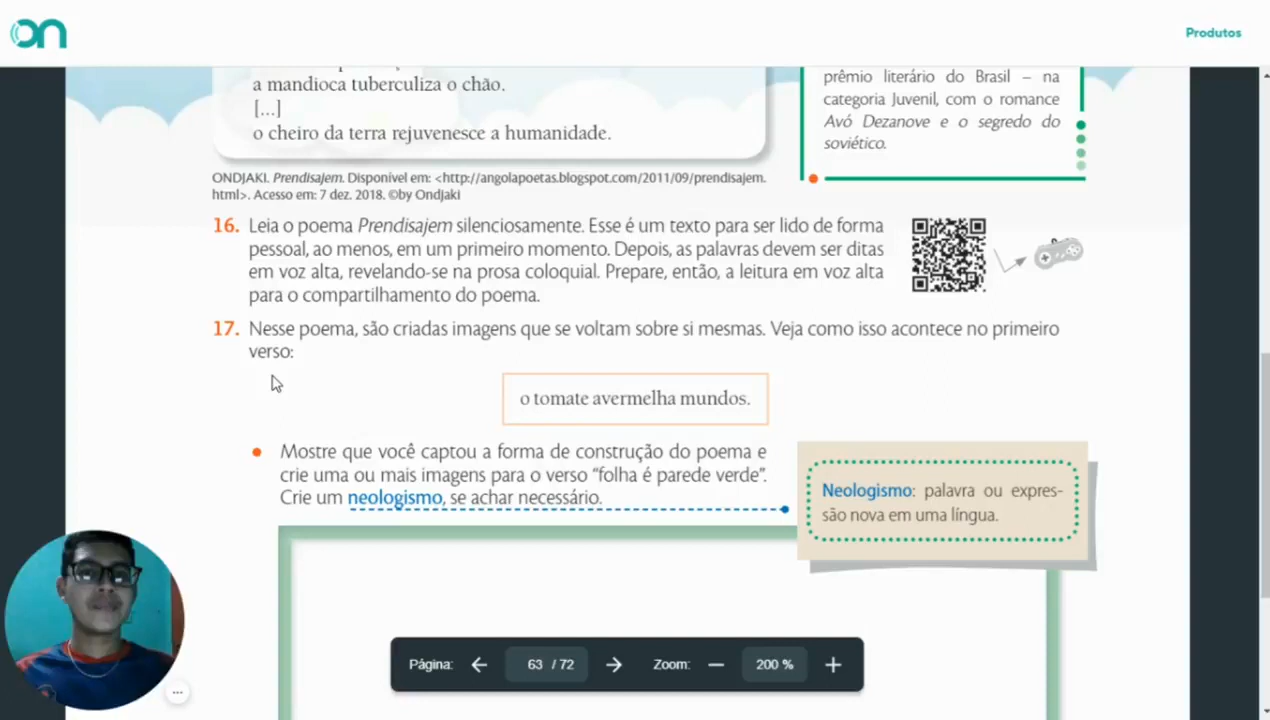 on
Produtos
a mandioca tuberculiza o chão.
[...]
o cheiro da terra rejuvenesce a humanidade.
prêmio literário do Brasil – na
categoria Juvenil, com o romance
Avó Dezanove e o segredo do
soviético.
ONDJAKI. Prendisajem. Disponível em: <http://angolapoetas.blogspot.com/2011/09/prendisajem.
html>. Acesso em: 7 dez. 2018. ©by Ondjaki
16. Leia o poema Prendisajem silenciosamente. Esse é um texto para ser lido de forma
pessoal, ao menos, em um primeiro momento. Depois, as palavras devem ser ditas
em voz alta, revelando-se na prosa coloquial. Prepare, então, a leitura em voz alta
para o compartilhamento do poema.
17. Nesse poema, são criadas imagens que se voltam sobre si mesmas. Veja como isso acontece no primeiro
verso:
o tomate avermelha mundos.
• Mostre que você captou a forma de construção do poema e
crie uma ou mais imagens para o verso “folha é parede verde”.
Crie um neologismo, se achar necessário.
Neologismo: palavra ou expres-
são nova em uma língua.
Página: 63 / 72 Zoom: 200 %